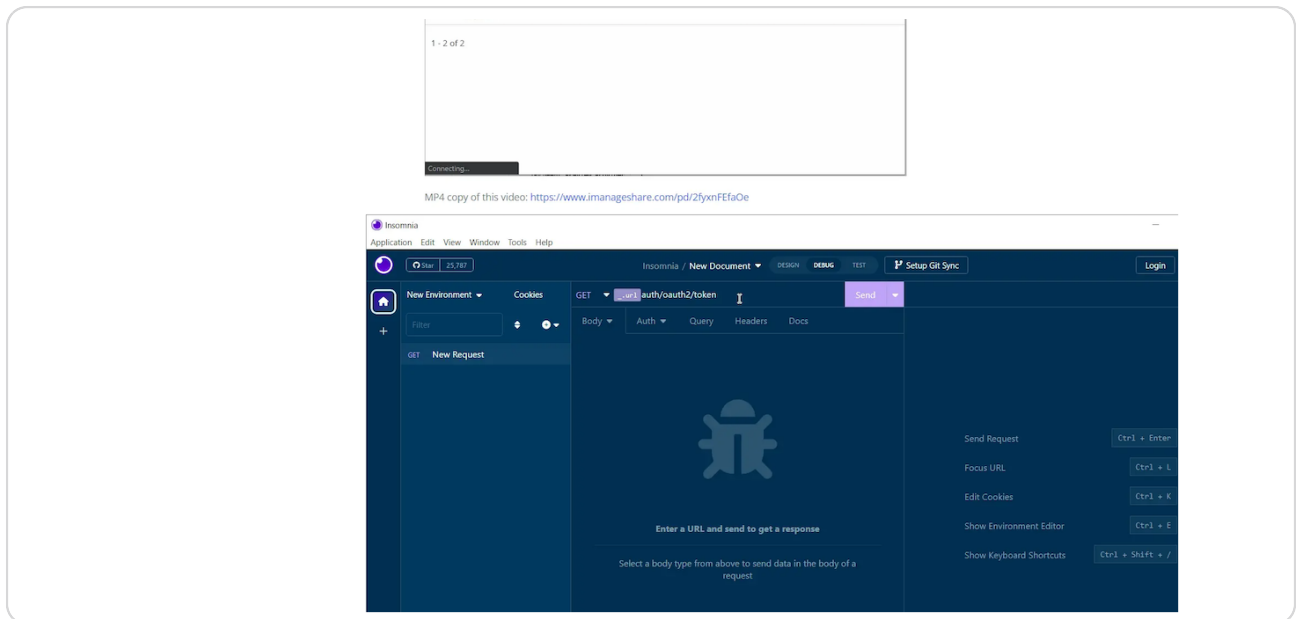 1 - 2 of 2
Connecting...
MP4 copy of this video: https://www.imanageshare.com/pd/2fyxnFEfaOe
Insomnia
Application Edit View Window Tools Help
Star 25,787
Insomnia / New Document
DESIGN DEBUG TEST
Setup Git Sync
Login
New Environment
Cookies
GET _.url auth/oauth2/token
Send
Filter
Body Auth Query Headers Docs
GET New Request
Enter a URL and send to get a response
Select a body type from above to send data in the body of a
request
Send Request Ctrl + Enter
Focus URL Ctrl + L
Edit Cookies Ctrl + K
Show Environment Editor Ctrl + E
Show Keyboard Shortcuts Ctrl + Shift + /